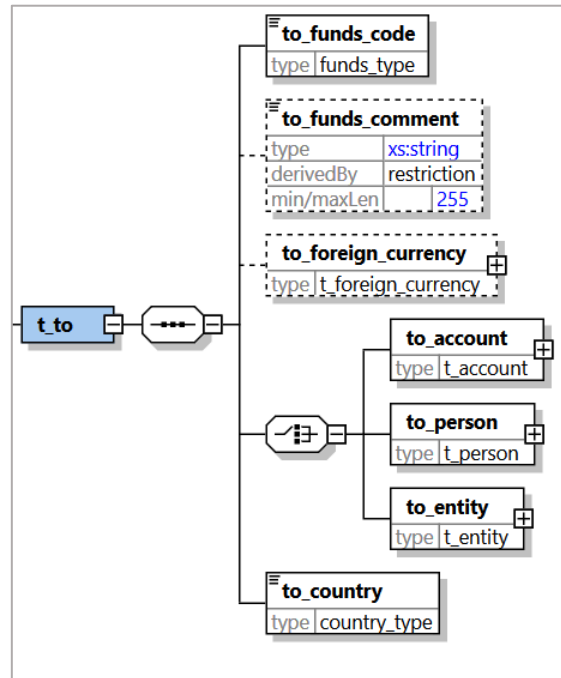 to_funds_code
type funds_type
to_funds_comment
type xs:string
derivedBy restriction
min/maxLen 255
to_foreign_currency
type t_foreign_currency
t_to
to_account
type t_account
to_person
type t_person
to_entity
type t_entity
to_country
type country_type